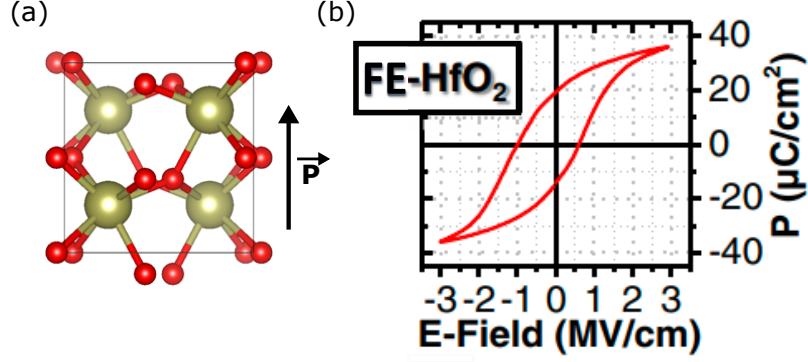 (a)
P
(b)
FE-HfO₂
40
20
0
-20
-40
P (µC/cm²)
-3 -2 -1 0 1 2 3
E-Field (MV/cm)